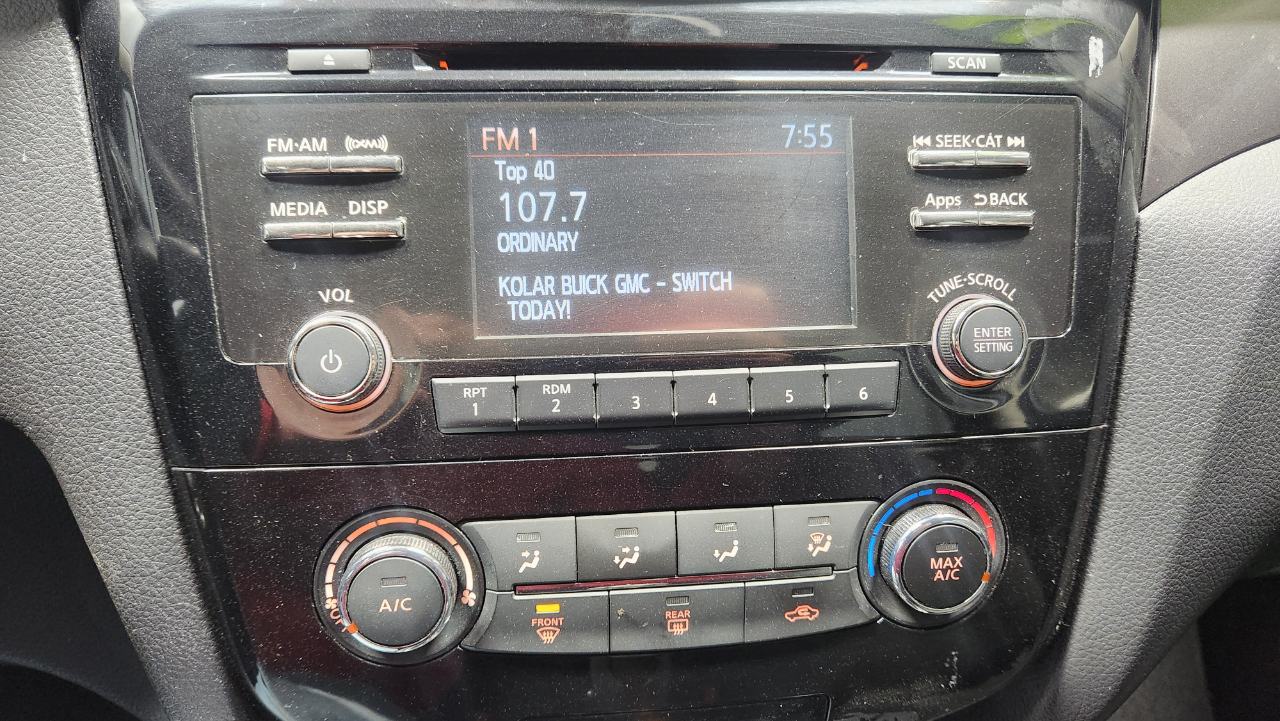 SCAN
FM·AM ((XM))
MEDIA DISP
VOL
FM 1 7:55
Top 40
107.7
ORDINARY
KOLAR BUICK GMC - SWITCH
TODAY!
SEEK·CAT
Apps BACK
TUNE·SCROLL
ENTER
SETTING
RPT
1
RDM
2
3
4
5
6
A/C
OFF
FRONT
REAR
MAX
A/C